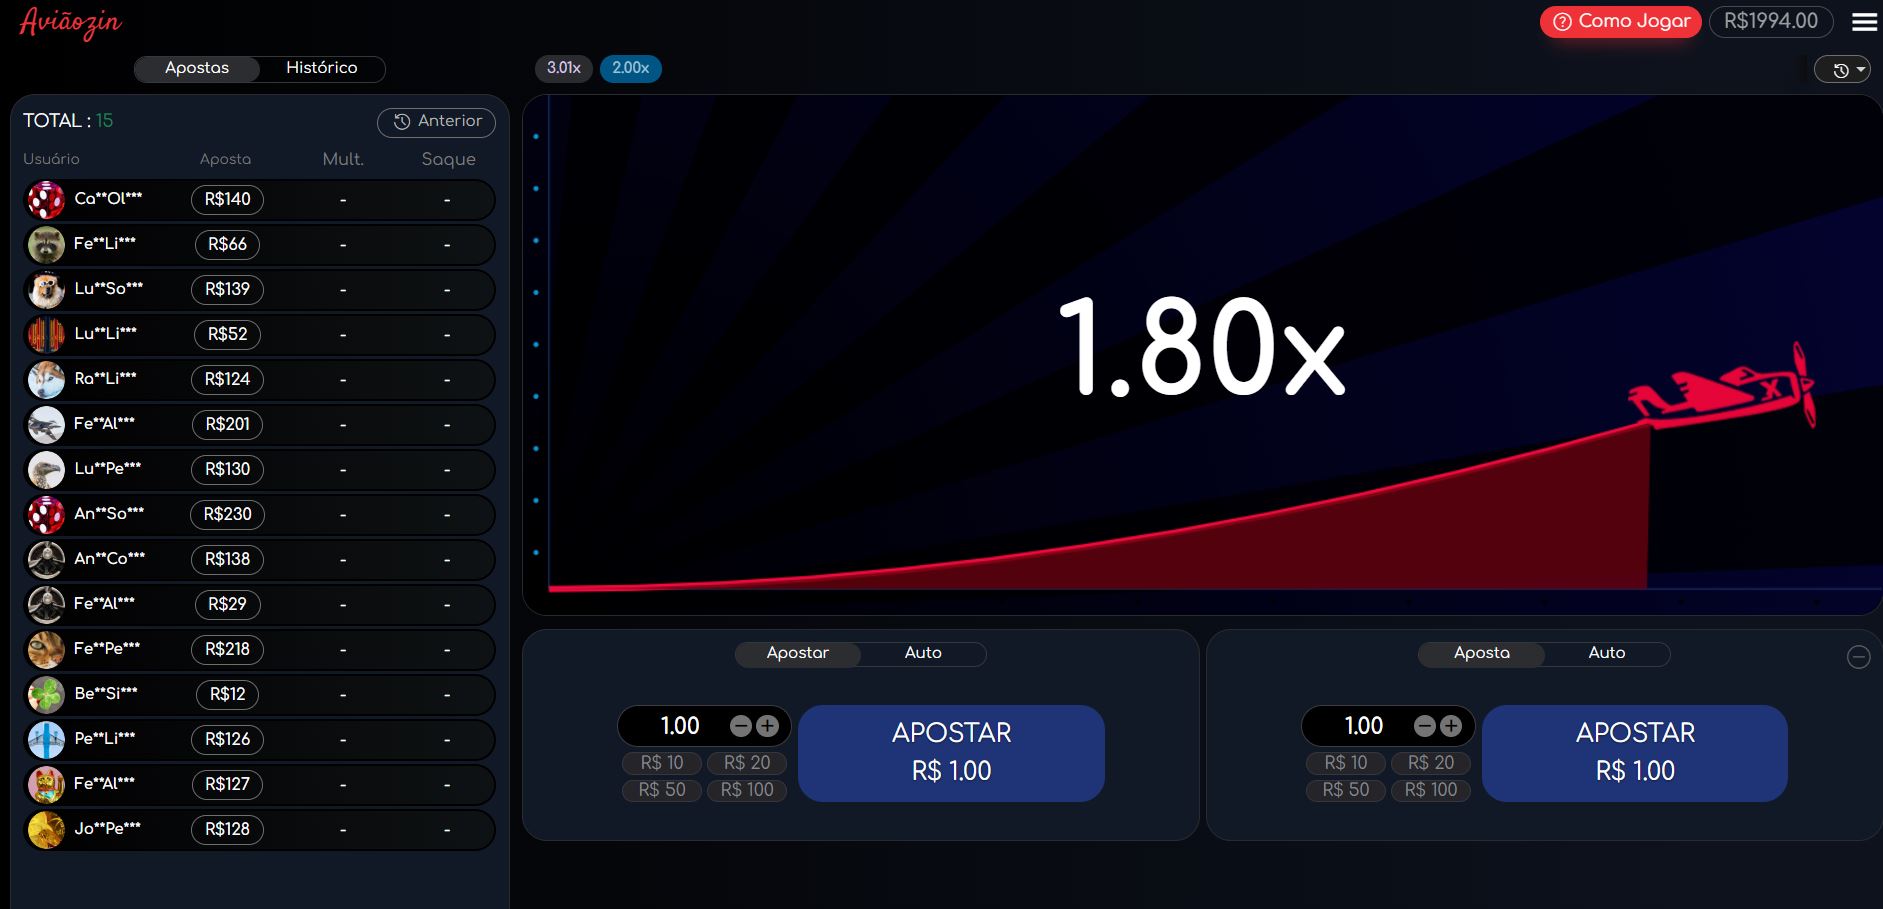 Aviãozin
Como Jogar
R$1994.00
Apostas
Histórico
3.01x
2.00x
TOTAL : 15
Anterior
Usuário Aposta Mult. Saque
Ca**Ol*** R$140 - -
Fe**Li*** R$66 - -
Lu**So*** R$139 - -
Lu**Li*** R$52 - -
Ra**Li*** R$124 - -
Fe**Al*** R$201 - -
Lu**Pe*** R$130 - -
An**So*** R$230 - -
An**Co*** R$138 - -
Fe**Al*** R$29 - -
Fe**Pe*** R$218 - -
Be**Si*** R$12 - -
Pe**Li*** R$126 - -
Fe**Al*** R$127 - -
Jo**Pe*** R$128 - -
1.80x
X
Apostar Auto
1.00
R$ 10 R$ 20
R$ 50 R$ 100
APOSTAR
R$ 1.00
Aposta Auto
1.00
R$ 10 R$ 20
R$ 50 R$ 100
APOSTAR
R$ 1.00